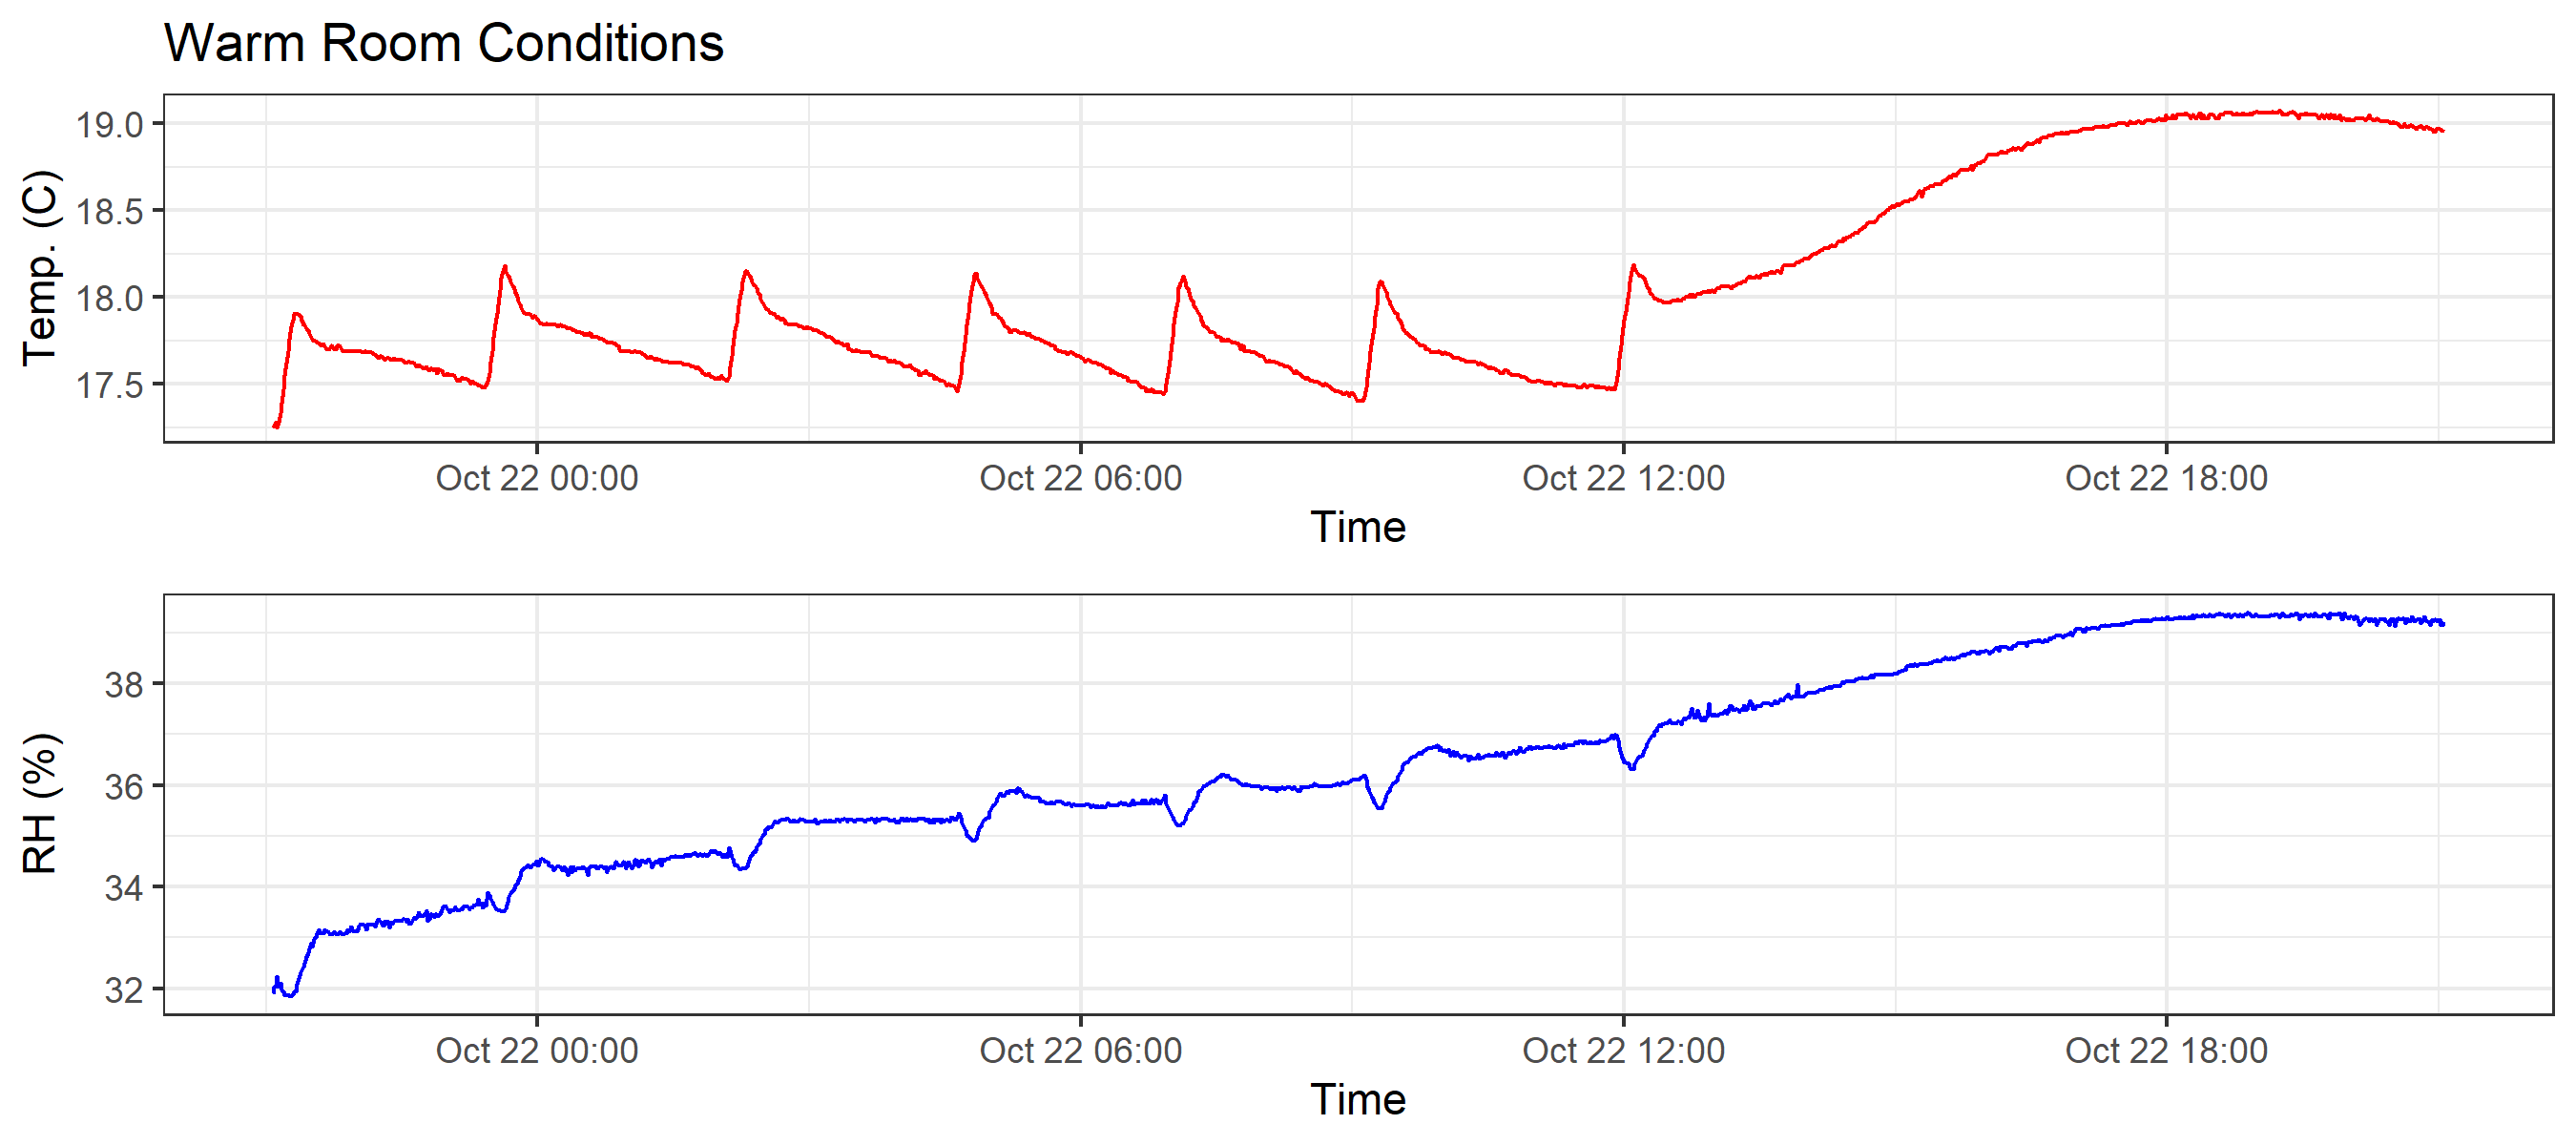 Warm Room Conditions
Temp. (C)
19.0
18.5
18.0
17.5
Oct 22 00:00 Oct 22 06:00 Oct 22 12:00 Oct 22 18:00
Time
RH (%)
38
36
34
32
Oct 22 00:00 Oct 22 06:00 Oct 22 12:00 Oct 22 18:00
Time